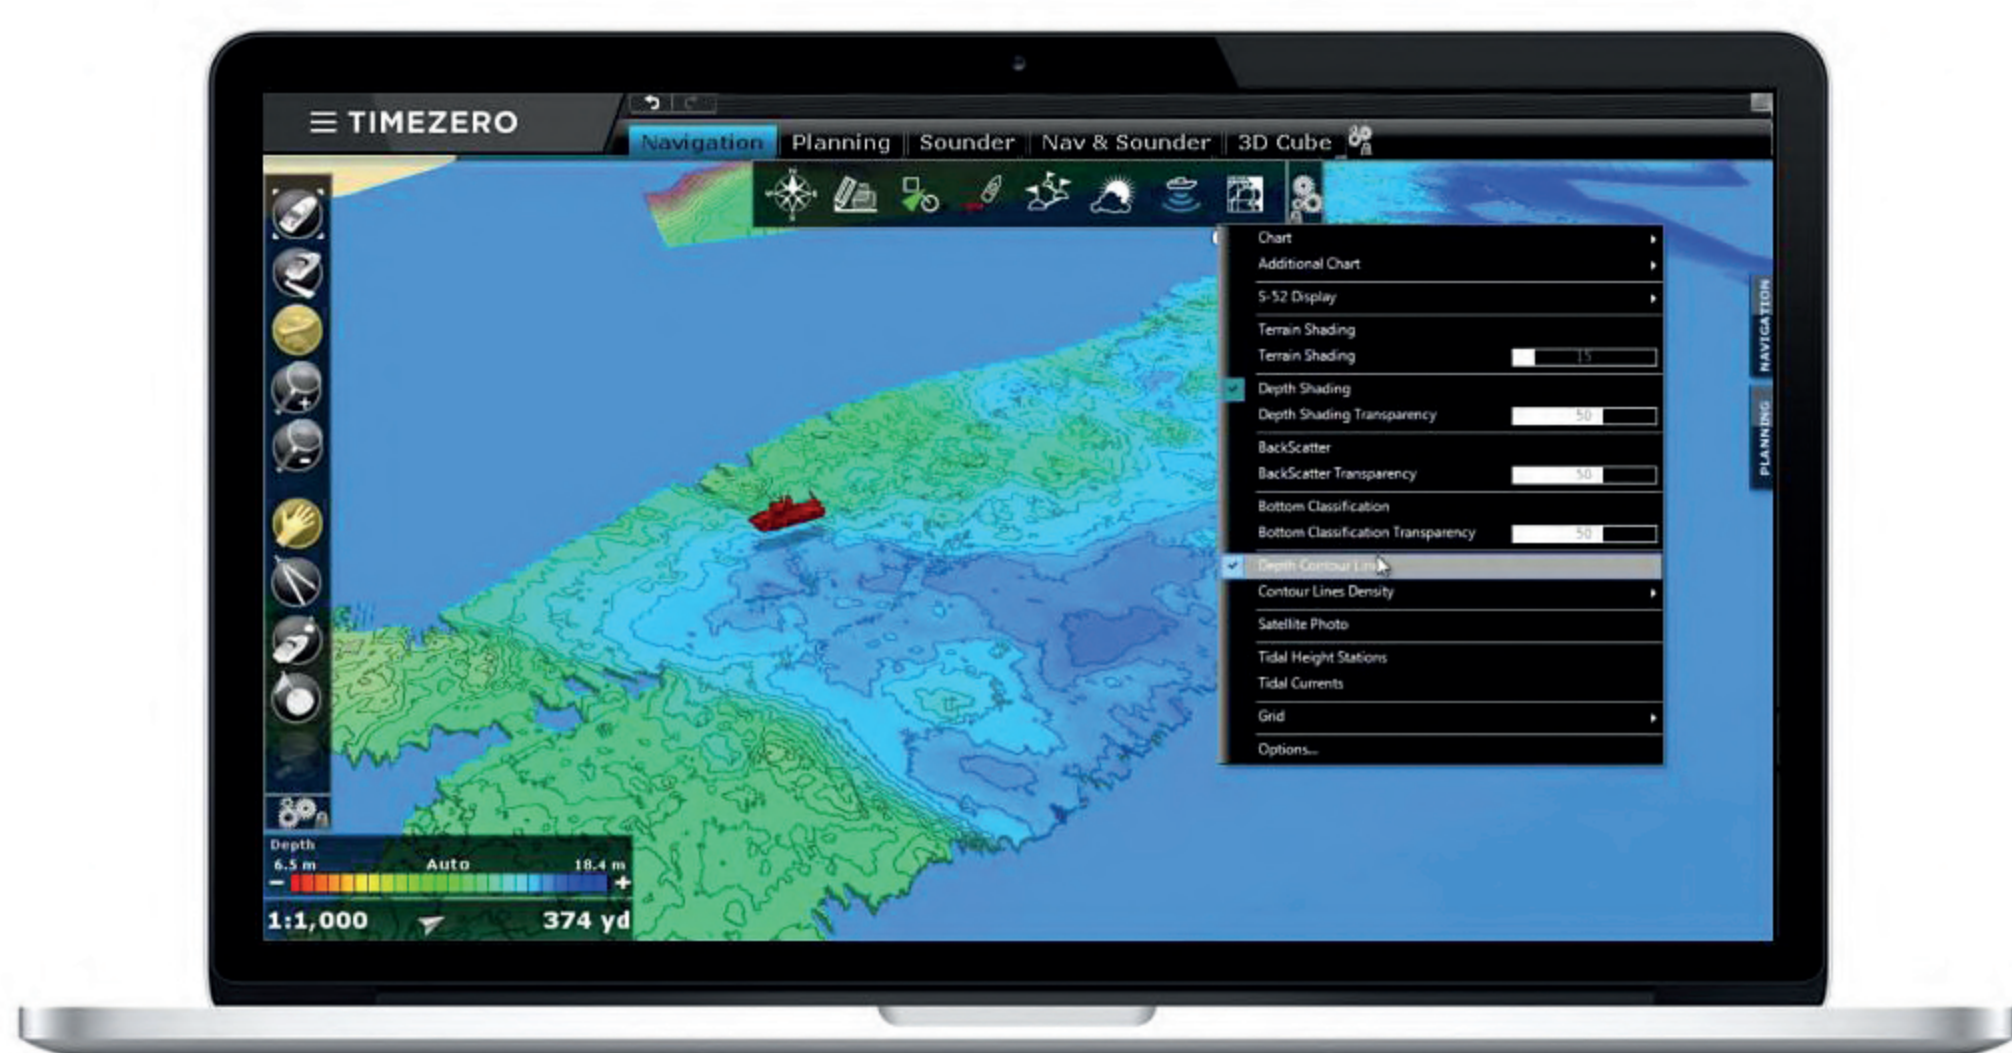 TIMEZERO
Navigation
Planning
Sounder
Nav & Sounder
3D Cube
Chart
Additional Chart
S-52 Display
Terrain Shading
Terrain Shading 15
Depth Shading
Depth Shading Transparency 50
BackScatter
BackScatter Transparency 50
Bottom Classification
Bottom Classification Transparency 50
Depth Contour
Contour Lines Density
Satellite Photo
Tidal Height Stations
Tidal Currents
Grid
Options...
NAVIGATION
PLANNING
Depth
6.5 m Auto 18.4 m
- +
1:1,000 374 yd